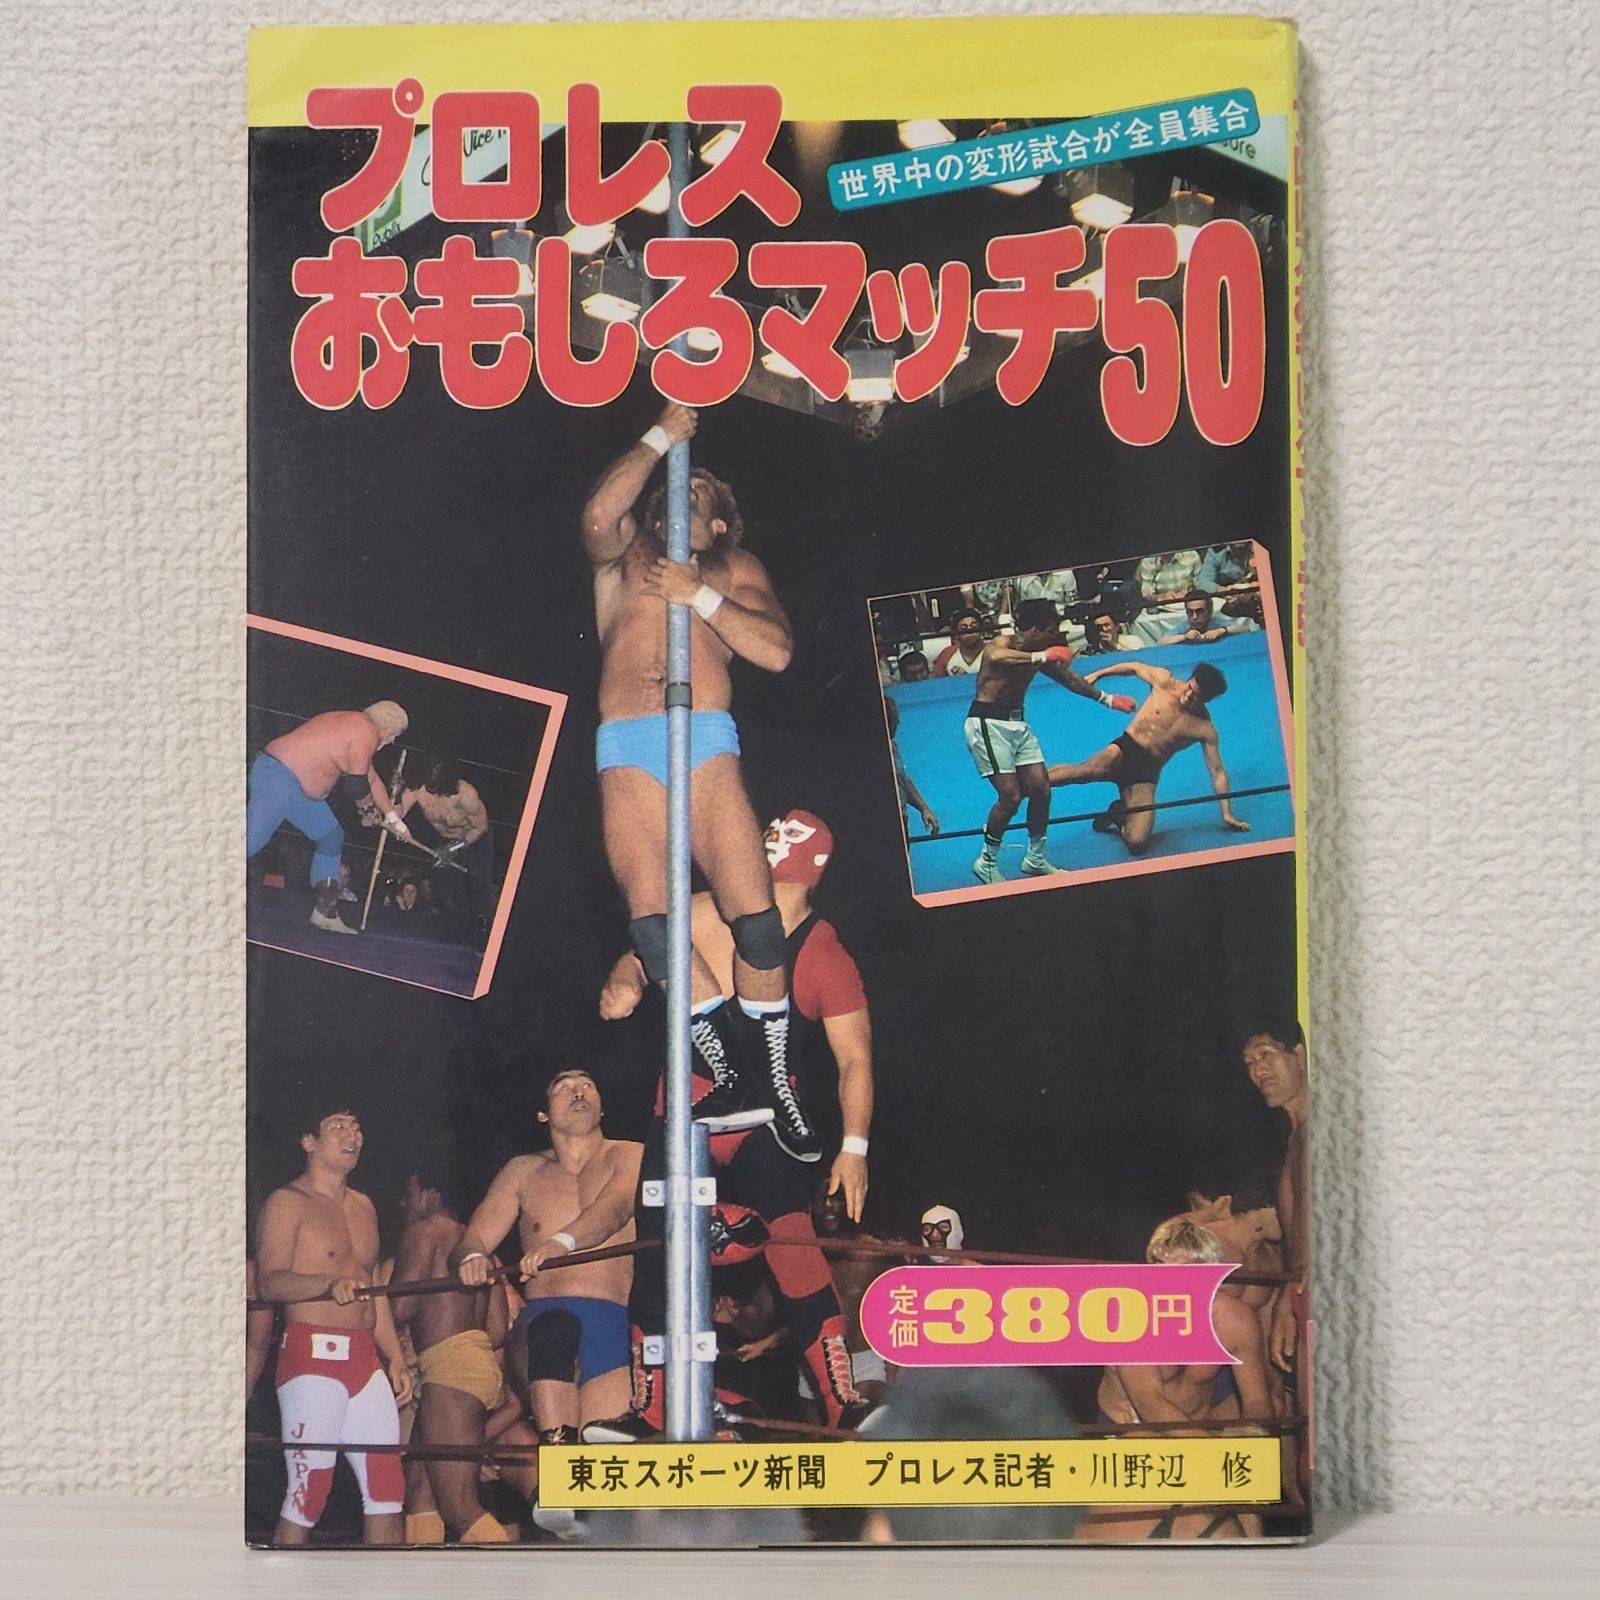 プロレス
世界中の変形試合が全員集合
おもしろマッチ50
Vice
publix
JAPAN
定価380円
東京スポーツ新聞 プロレス記者・川野辺 修